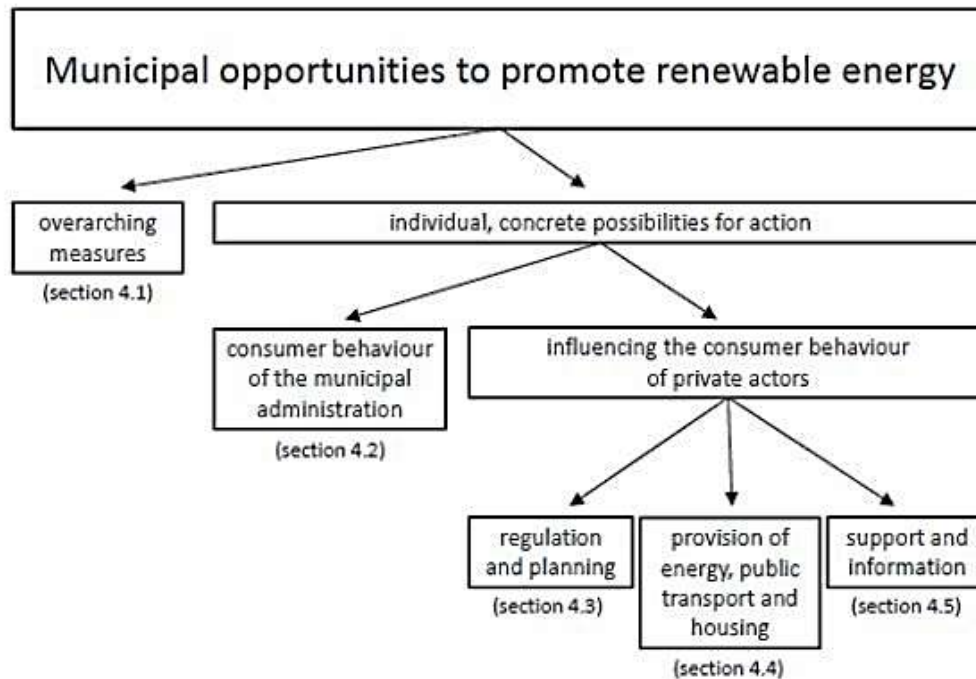 Municipal opportunities to promote renewable energy
overarching
measures
(section 4.1)
individual, concrete possibilities for action
consumer behaviour
of the municipal
administration
(section 4.2)
influencing the consumer behaviour
of private actors
regulation
and planning
(section 4.3)
provision of
energy, public
transport and
housing
(section 4.4)
support and
information
(section 4.5)